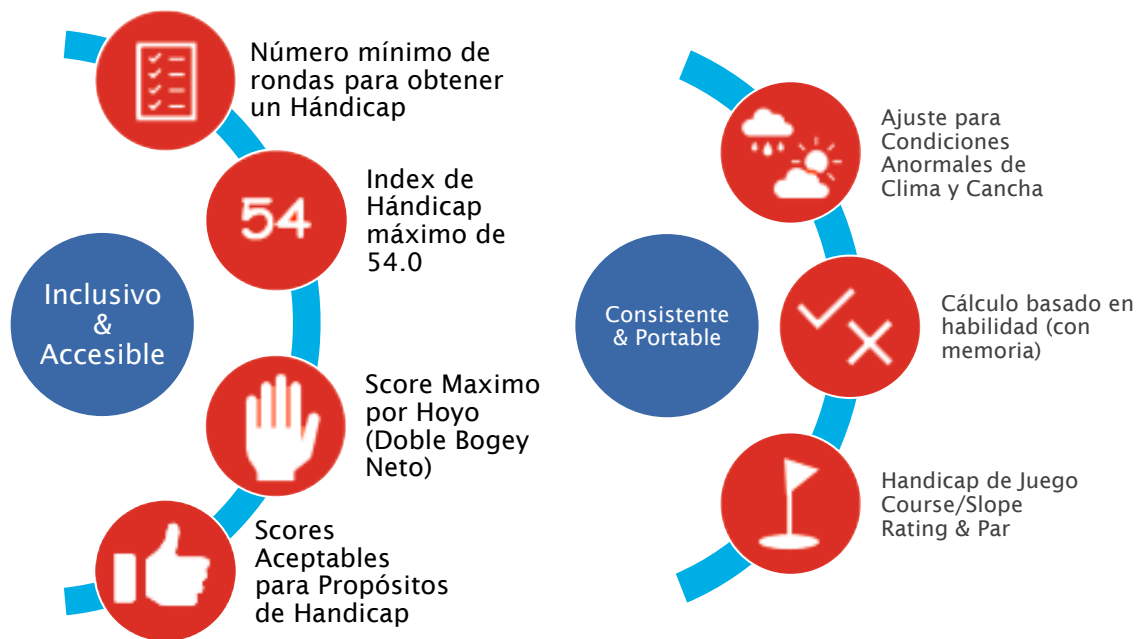 Número mínimo de
rondas para obtener
un Hándicap
54
Index de
Hándicap
máximo de
54.0
Inclusivo
&
Accesible
Score Maximo
por Hoyo
(Doble Bogey
Neto)
Scores
Aceptables
para Propósitos
de Handicap
Ajuste para
Condiciones
Anormales de
Clima y Cancha
Consistente
& Portable
Cálculo basado en
habilidad (con
memoria)
Handicap de Juego
Course/Slope
Rating & Par